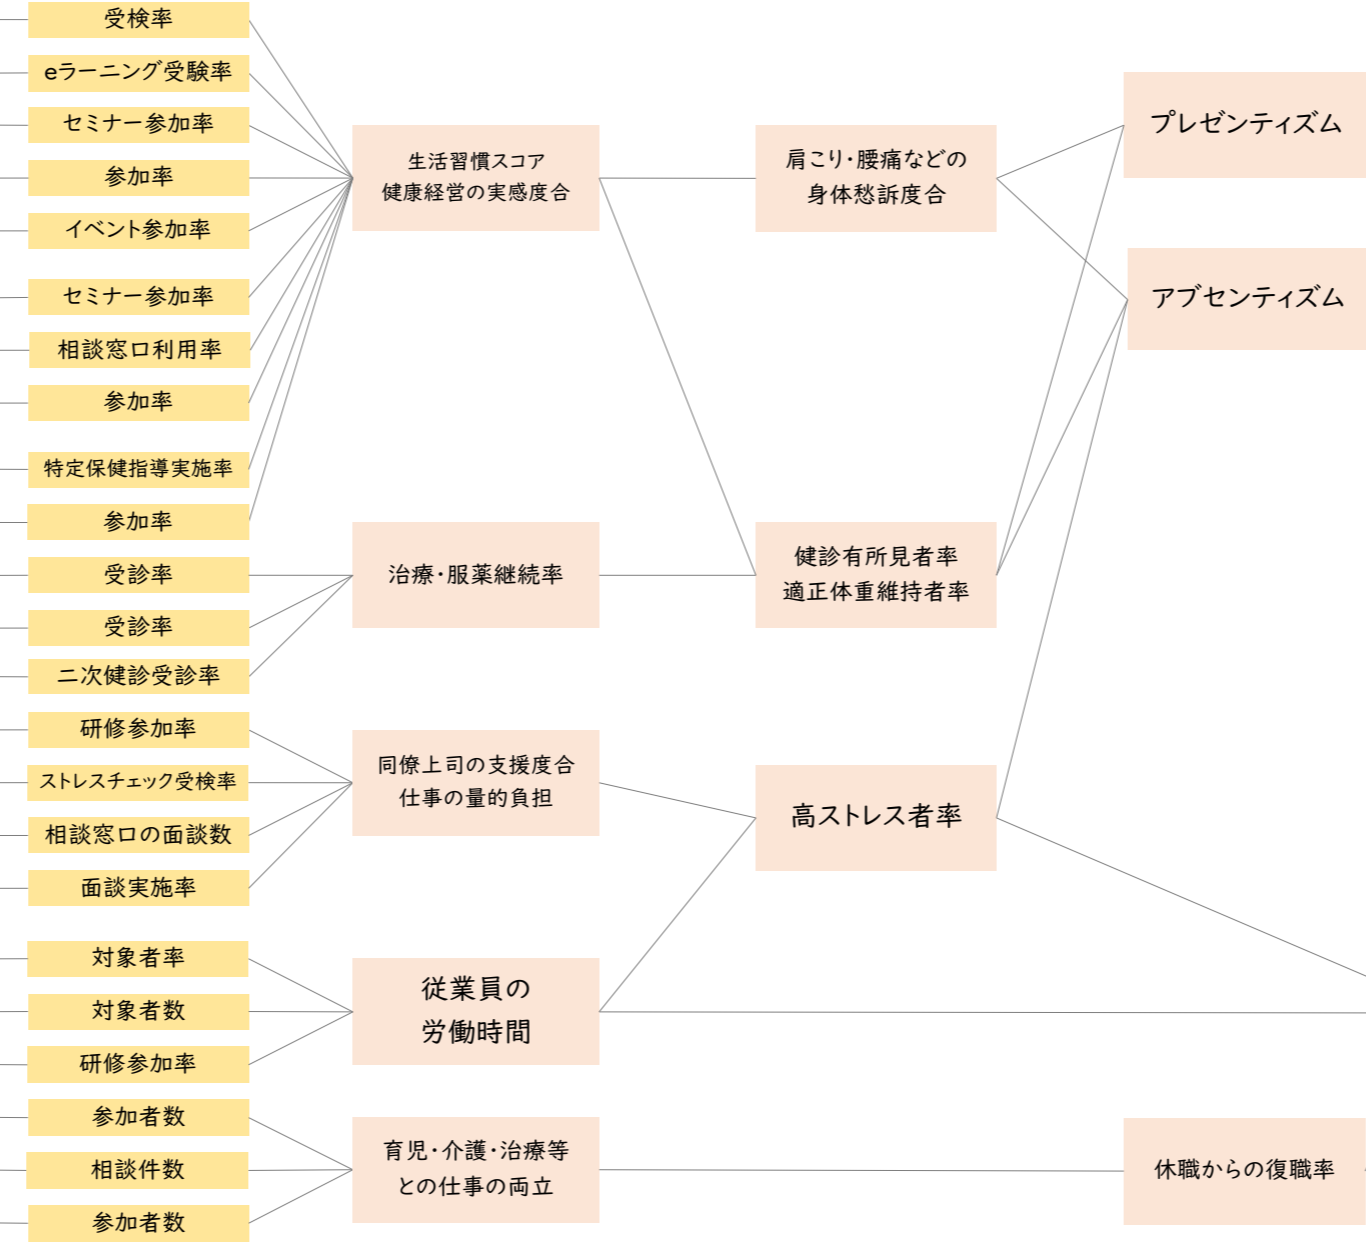 受検率
eラーニング受験率
セミナー参加率
参加率
イベント参加率
セミナー参加率
相談窓口利用率
参加率
特定保健指導実施率
参加率
受診率
受診率
二次健診受診率
研修参加率
ストレスチェック受検率
相談窓口の面談数
面談実施率
対象者率
対象者数
研修参加率
参加者数
相談件数
参加者数
生活習慣スコア
健康経営の実感度合
治療・服薬継続率
同僚上司の支援度合
仕事の量的負担
従業員の
労働時間
育児・介護・治療等
との仕事の両立
肩こり・腰痛などの
身体愁訴度合
健診有所見者率
適正体重維持者率
高ストレス者率
プレゼンティズム
アブセンティズム
休職からの復職率